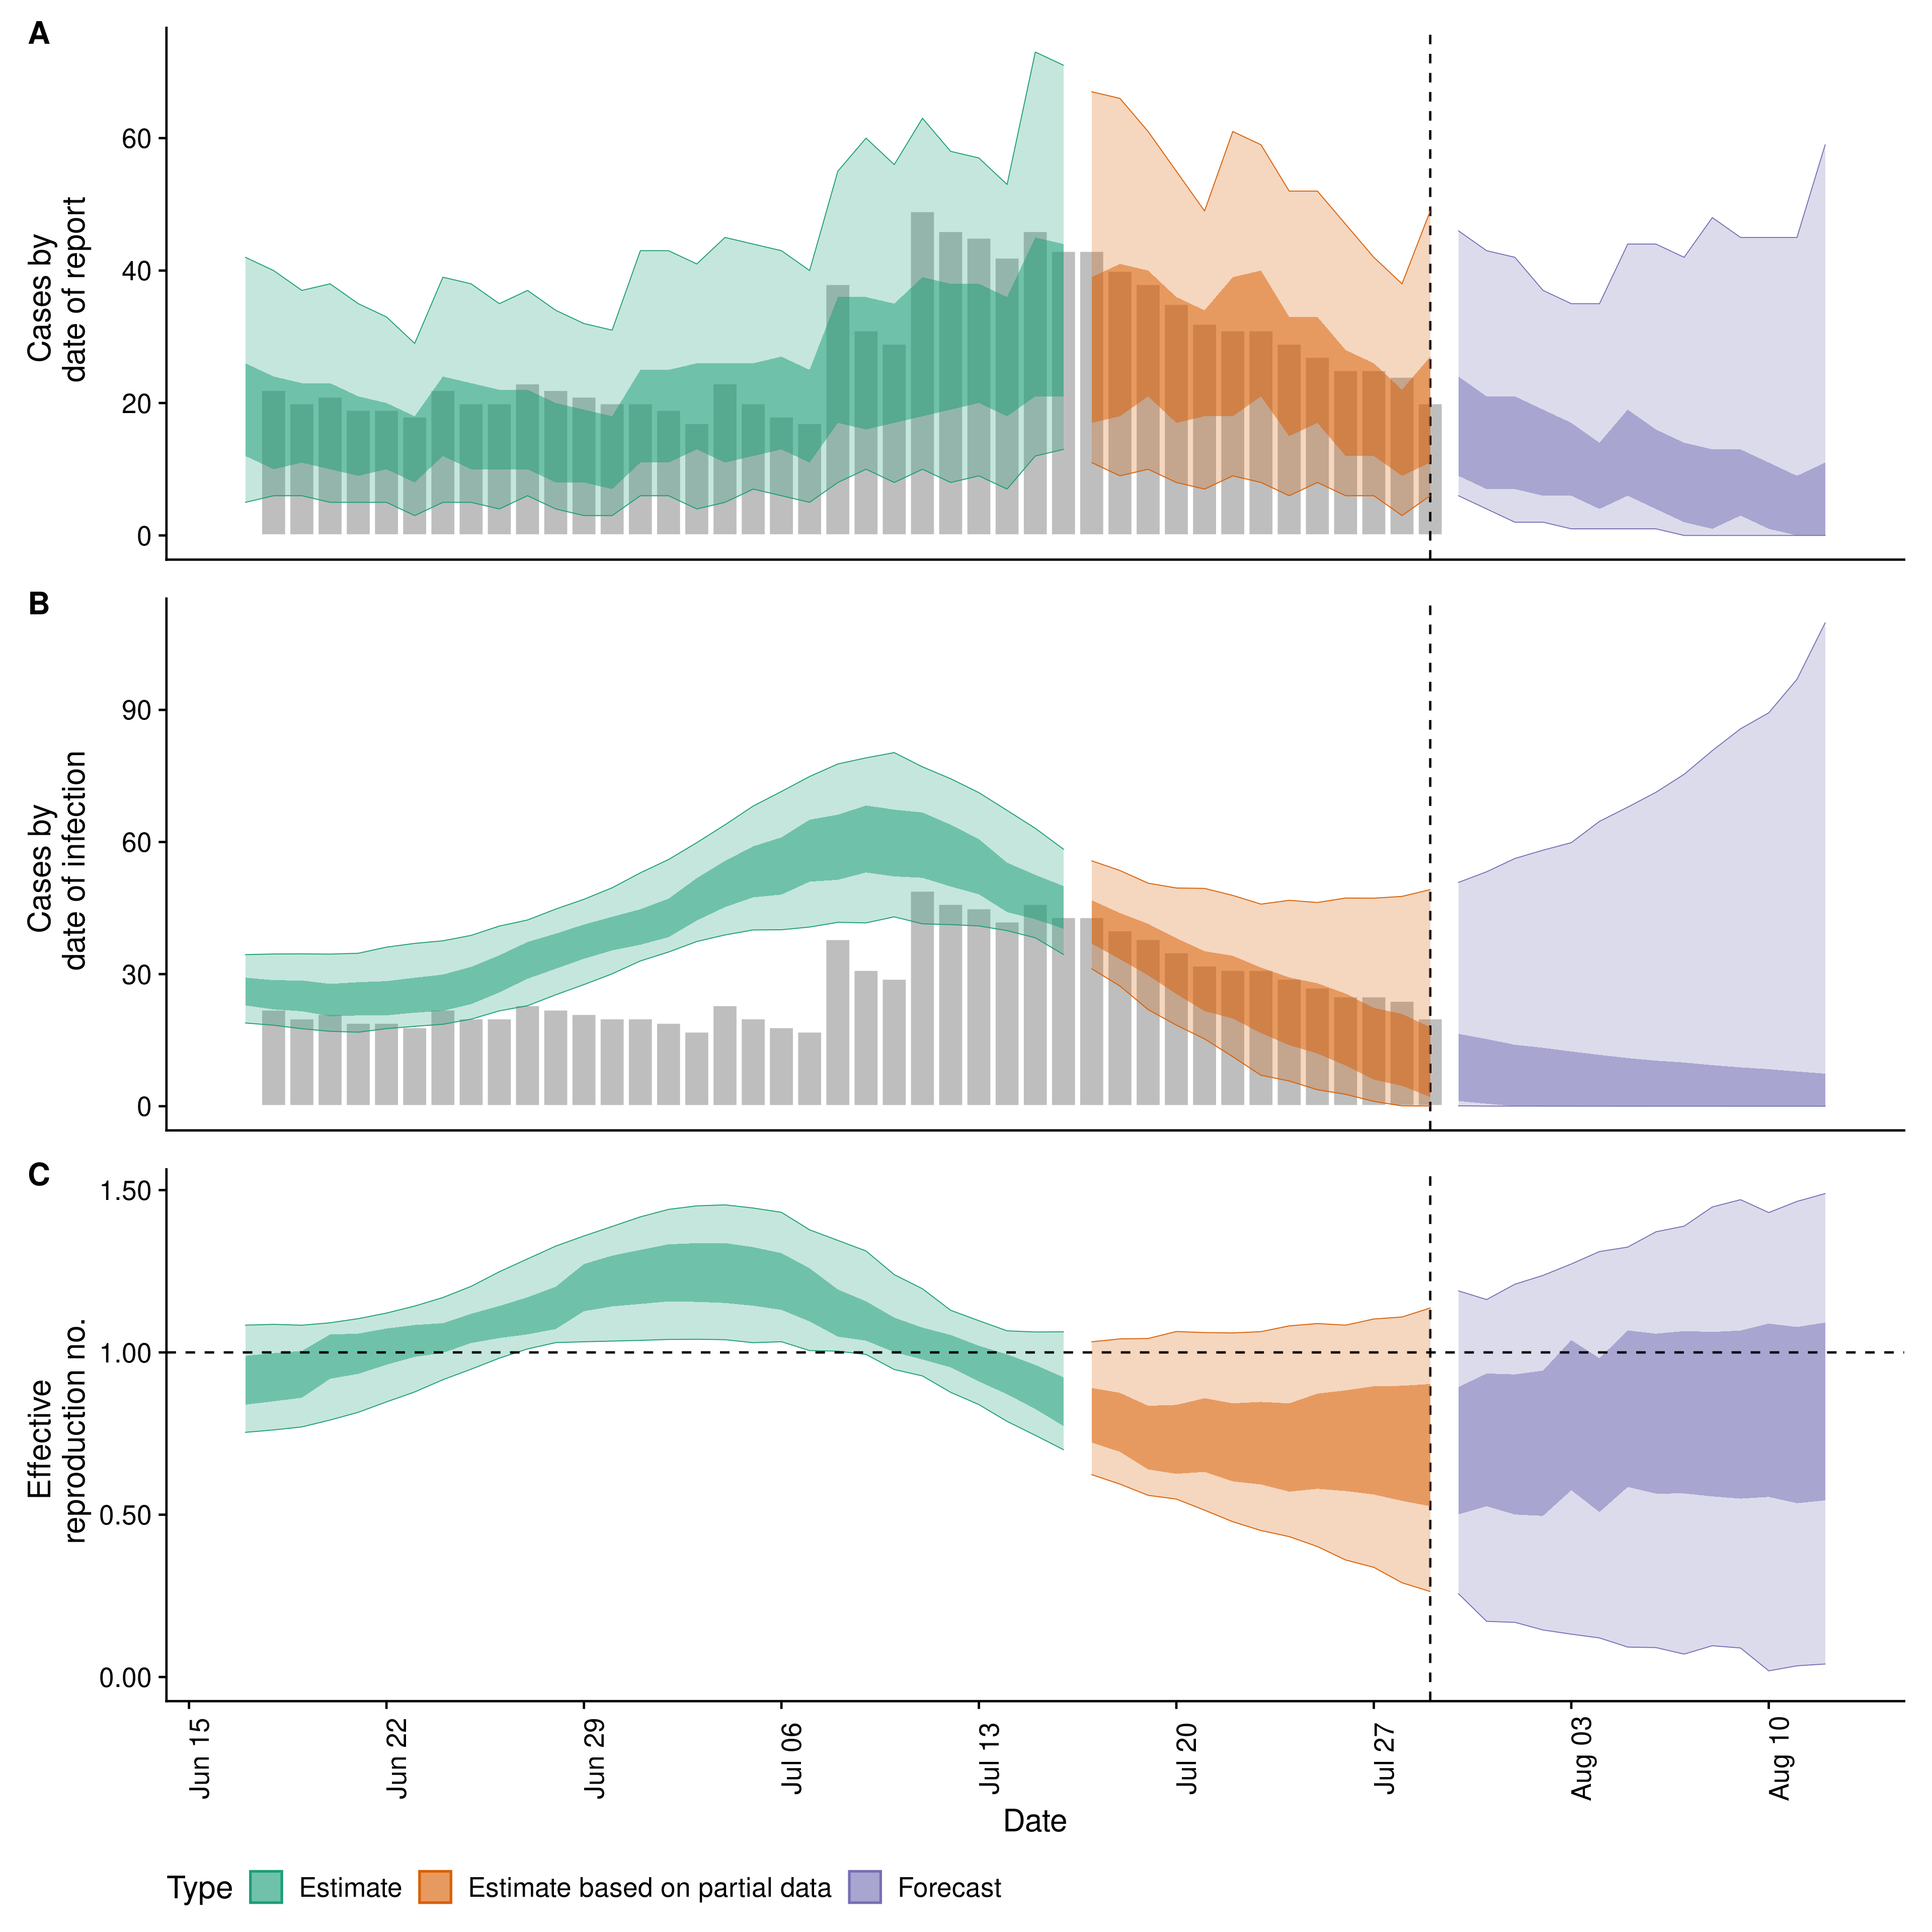 A
Cases by
date of report
60
40
20
0
B
Cases by
date of infection
90
60
30
0
C
Effective
reproduction no.
1.50
1.00
0.50
0.00
Jun 15
Jun 22
Jun 29
Jul 06
Jul 13
Jul 20
Jul 27
Aug 03
Aug 10
Date
Type Estimate Estimate based on partial data Forecast